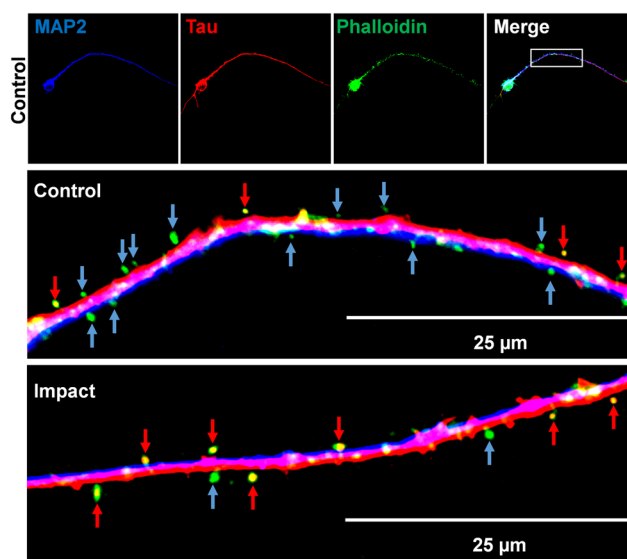 MAP2 Tau Phalloidin Merge
Control
Control
25 µm
Impact
25 µm